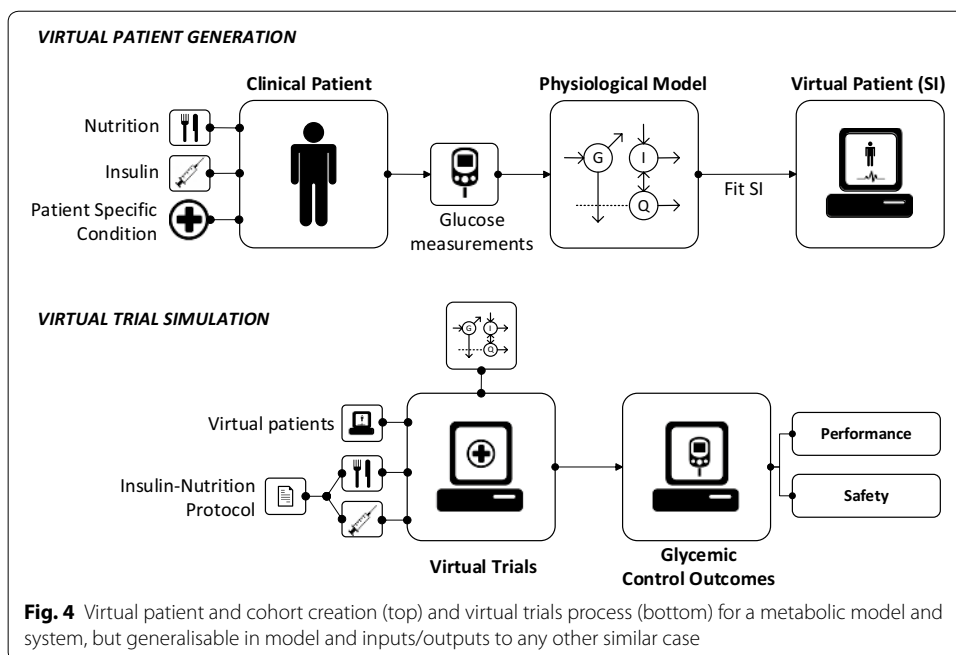 VIRTUAL PATIENT GENERATION
Clinical Patient
Physiological Model
Virtual Patient (SI)
Nutrition
Insulin
Patient Specific
Condition
Glucose
measurements
G
I
Q
Fit SI
VIRTUAL TRIAL SIMULATION
G
I
Q
Virtual patients
Insulin-Nutrition
Protocol
Virtual Trials
Glycemic
Control Outcomes
Performance
Safety
Fig. 4 Virtual patient and cohort creation (top) and virtual trials process (bottom) for a metabolic model and
system, but generalisable in model and inputs/outputs to any other similar case